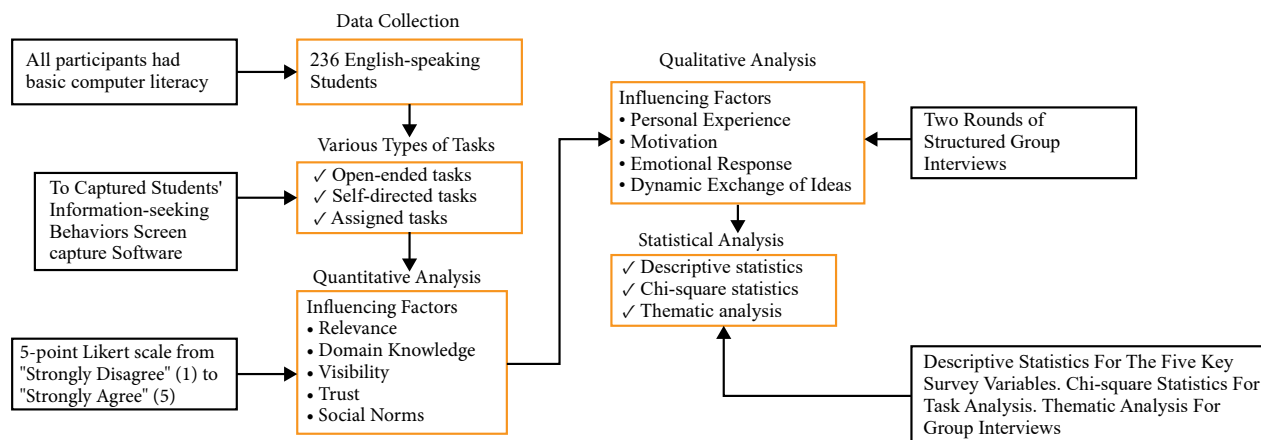 Data Collection
All participants had
basic computer literacy
236 English-speaking
Students
Various Types of Tasks
✓ Open-ended tasks
✓ Self-directed tasks
✓ Assigned tasks
To Captured Students'
Information-seeking
Behaviors Screen
capture Software
Quantitative Analysis
Influencing Factors
• Relevance
• Domain Knowledge
• Visibility
• Trust
• Social Norms
5-point Likert scale from
"Strongly Disagree" (1) to
"Strongly Agree" (5)
Qualitative Analysis
Influencing Factors
• Personal Experience
• Motivation
• Emotional Response
• Dynamic Exchange of Ideas
Two Rounds of
Structured Group
Interviews
Statistical Analysis
✓ Descriptive statistics
✓ Chi-square statistics
✓ Thematic analysis
Descriptive Statistics For The Five Key
Survey Variables. Chi-square Statistics For
Task Analysis. Thematic Analysis For
Group Interviews